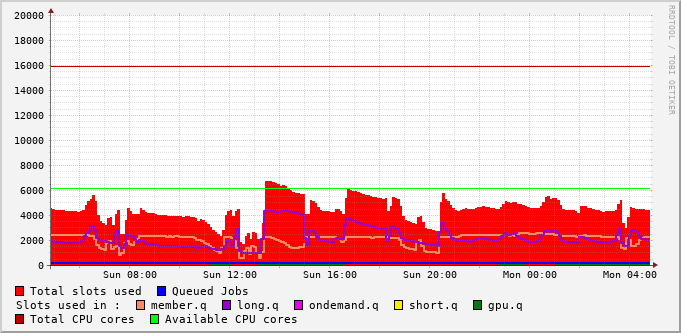 20000
18000
16000
14000
12000
10000
8000
6000
4000
2000
0
Sun 08:00 Sun 12:00 Sun 16:00 Sun 20:00 Mon 00:00 Mon 04:00
RRDTOOL / TOBI OETIKER
Total slots used Queued Jobs
Slots used in : member.q long.q ondemand.q short.q gpu.q
Total CPU cores Available CPU cores